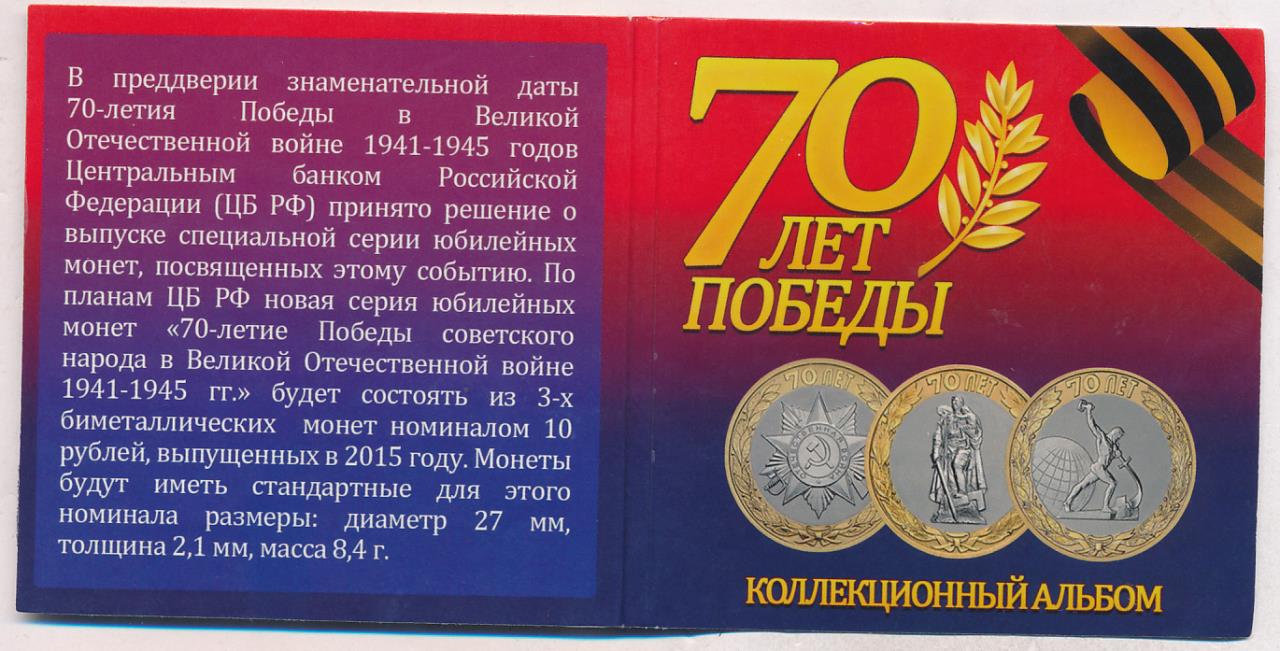 В преддверии знаменательной даты
70-летия Победы в Великой
Отечественной войне 1941-1945 годов
Центральным банком Российской
Федерации (ЦБ РФ) принято решение о
выпуске специальной серии юбилейных
монет, посвященных этому событию. По
планам ЦБ РФ новая серия юбилейных
монет «70-летие Победы советского
народа в Великой Отечественной войне
1941-1945 гг.» будет состоять из 3-х
биметаллических монет номиналом 10
рублей, выпущенных в 2015 году. Монеты
будут иметь стандартные для этого
номинала размеры: диаметр 27 мм,
толщина 2,1 мм, масса 8,4 г.
70
ЛЕТ
ПОБЕДЫ
70 ЛЕТ
70 ЛЕТ
70 ЛЕТ
КОЛЛЕКЦИОННЫЙ АЛЬБОМ